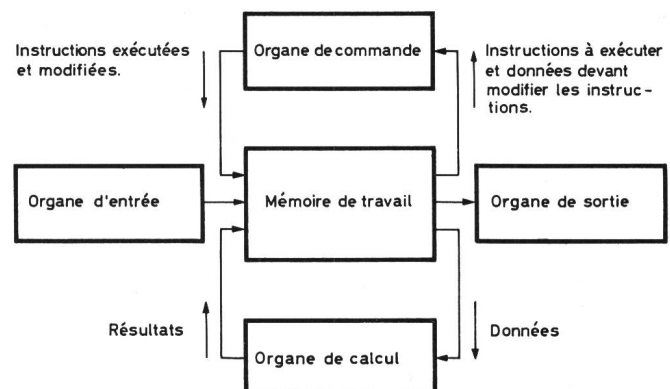 Instructions exécutées
et modifiées.
Organe de commande
Instructions à exécuter
et données devant
modifier les instruc-
tions.
Organe d'entrée
Mémoire de travail
Organe de sortie
Résultats
Organe de calcul
Données